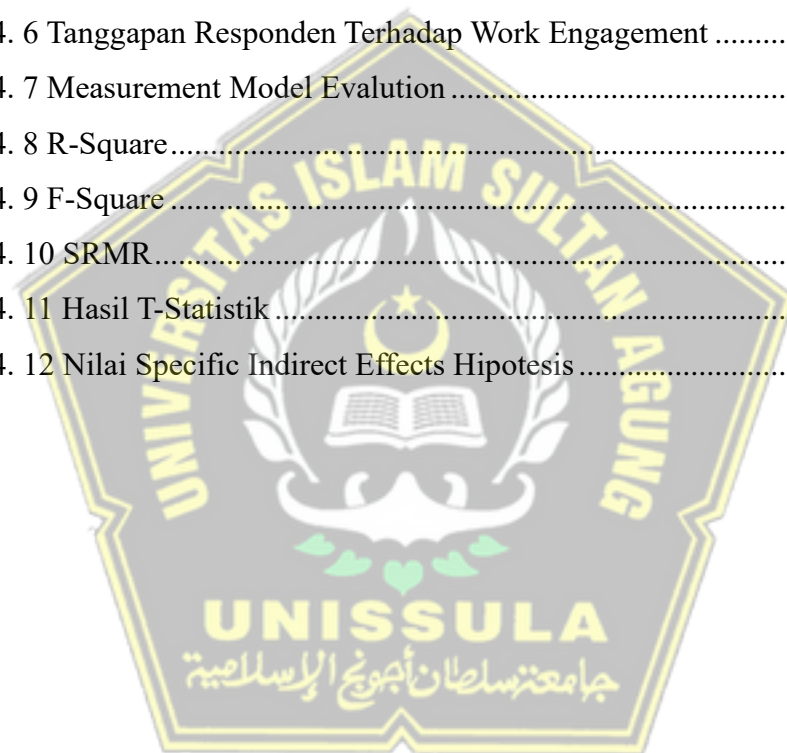 4. 6 Tanggapan Responden Terhadap Work Engagement .........
4. 7 Measurement Model Evalution .......................................
4. 8 R-Square.........................................................................
4. 9 F-Square .........................................................................
4. 10 SRMR...........................................................................
4. 11 Hasil T-Statistik ............................................................
4. 12 Nilai Specific Indirect Effects Hipotesis ........................
UNIVERSITAS ISLAM SULTAN AGUNG
UNISSULA
جامعة سلطان أجونج الإسلامية